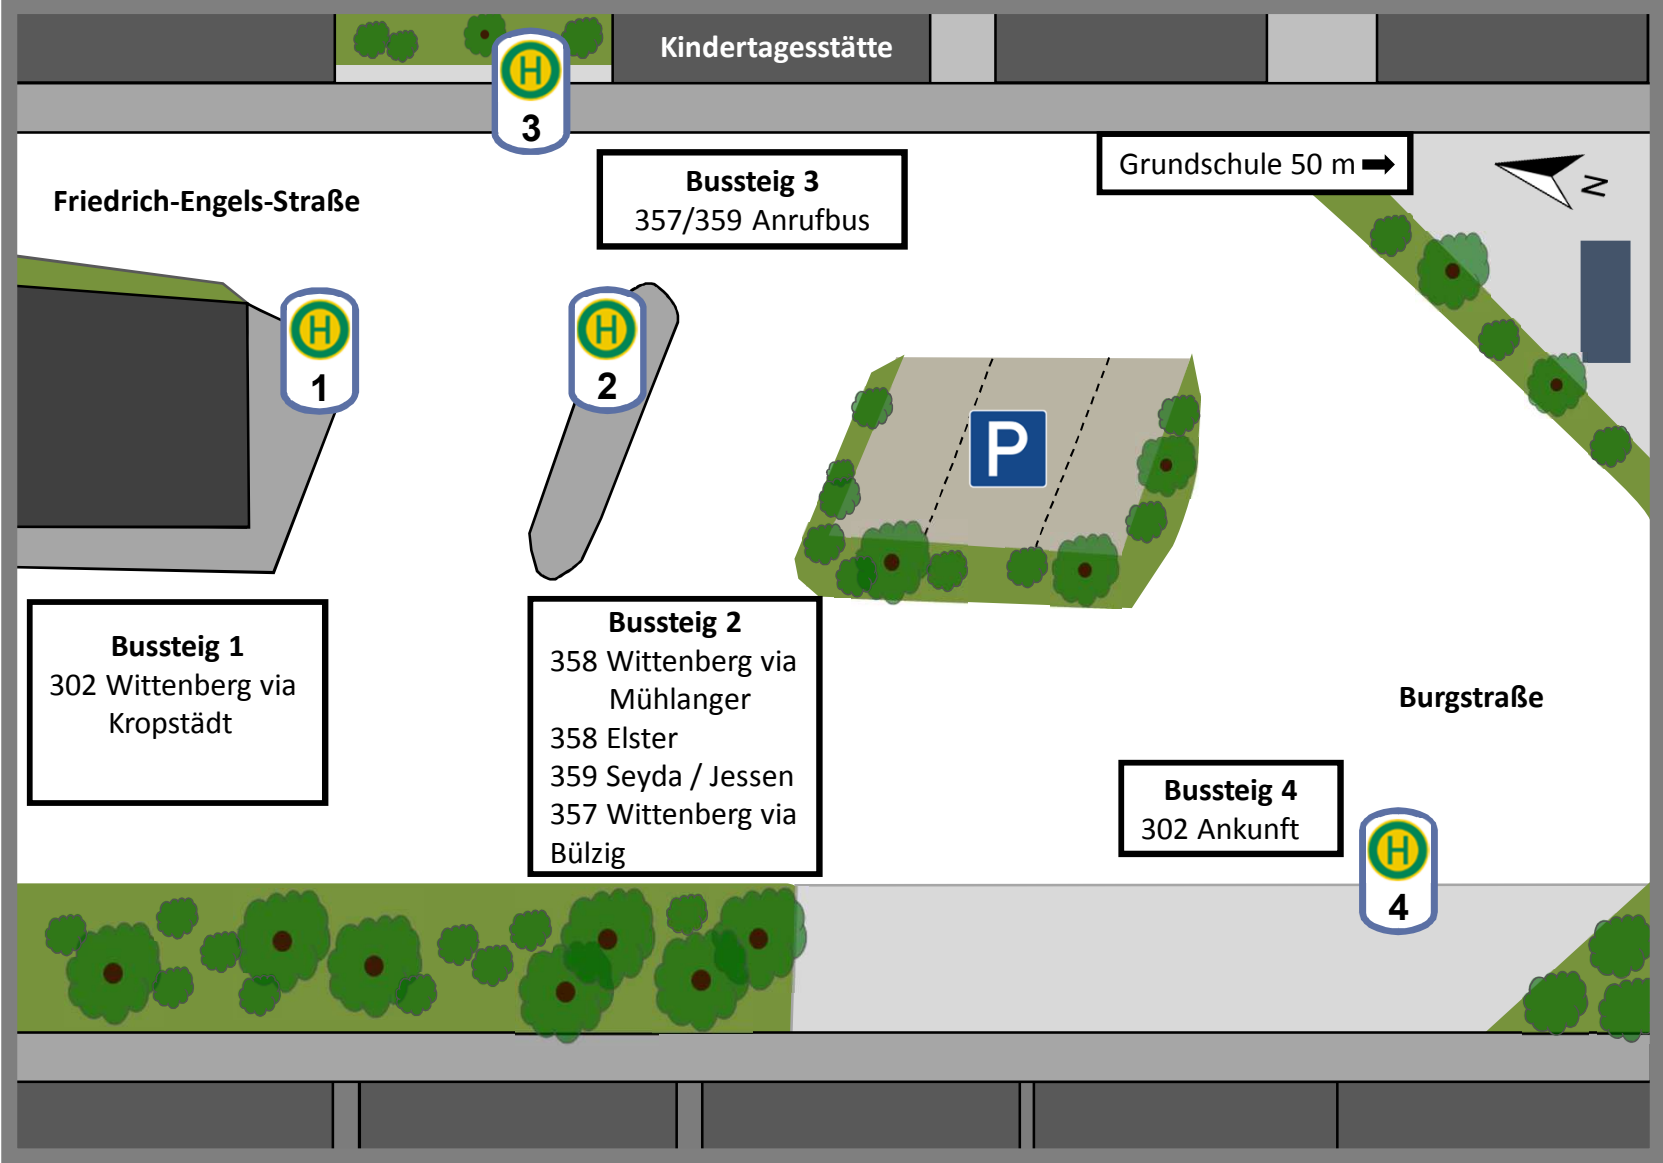 Kindertagesstätte
H
3
Grundschule 50 m
N
Bussteig 3
357/359 Anrufbus
Friedrich-Engels-Straße
H
1
H
2
P
Bussteig 1
302 Wittenberg via
Kropstädt
Bussteig 2
358 Wittenberg via
Mühlanger
358 Elster
359 Seyda / Jessen
357 Wittenberg via
Bülzig
Burgstraße
Bussteig 4
302 Ankunft
H
4